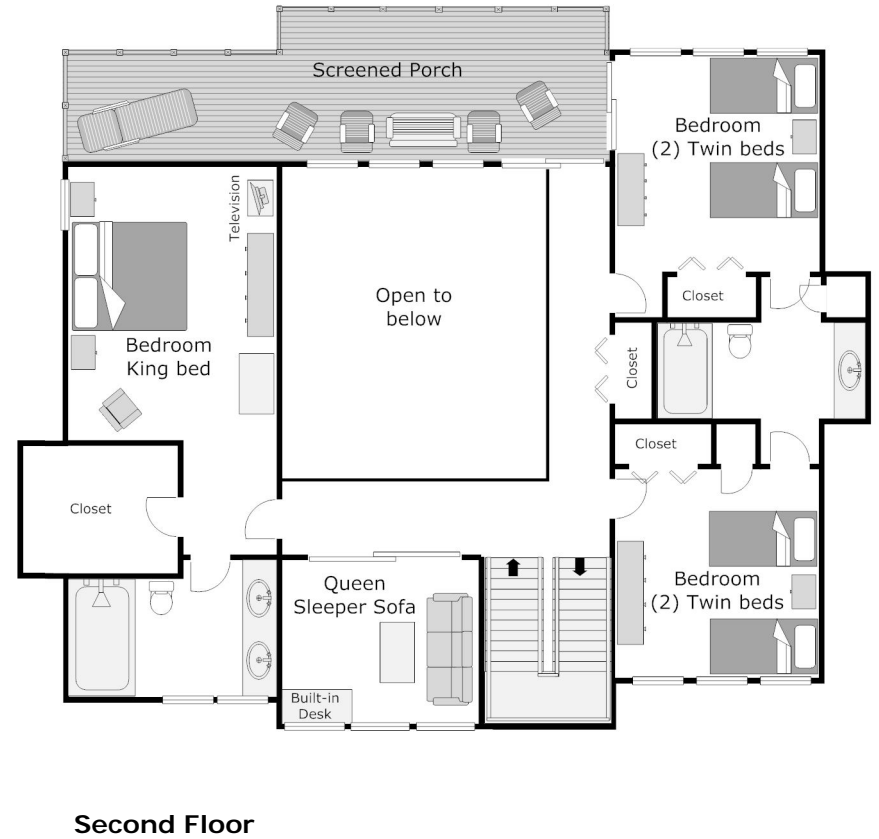 Screened Porch
Bedroom
(2) Twin beds
Television
Open to
below
Closet
Bedroom
King bed
Closet
Closet
Closet
Queen
Sleeper Sofa
Bedroom
(2) Twin beds
Built-in
Desk
Second Floor